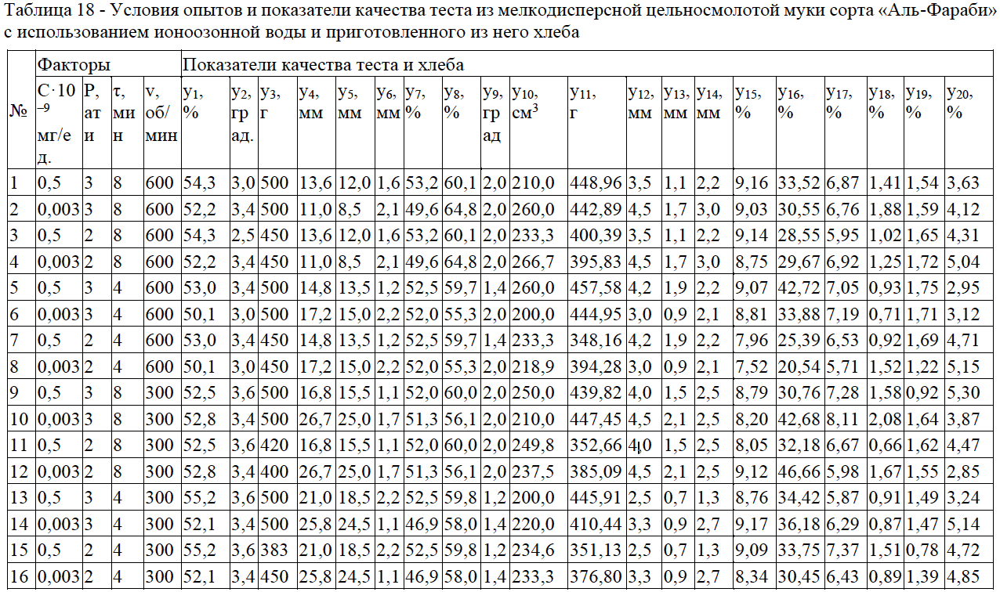 Таблица 18 - Условия опытов и показатели качества теста из мелкодисперсной цельносмолотой муки сорта «Аль-Фараби»
с использованием ионоозонной воды и приготовленного из него хлеба
№ Факторы Показатели качества теста и хлеба
С·10 –9 мг/е д. Р, ат и τ, ми н v, об/ мин у1, % у2, гр ад. у3, г у4, мм у5, мм у6, мм у7, % у8, % у9, гр ад у10, см3 у11, г у12, мм у13, мм у14, мм у15, % у16, % у17, % у18, % у19, % у20, %
1 0,5 3 8 600 54,3 3,0 500 13,6 12,0 1,6 53,2 60,1 2,0 210,0 448,96 3,5 1,1 2,2 9,16 33,52 6,87 1,41 1,54 3,63
2 0,003 3 8 600 52,2 3,4 500 11,0 8,5 2,1 49,6 64,8 2,0 260,0 442,89 4,5 1,7 3,0 9,03 30,55 6,76 1,88 1,59 4,12
3 0,5 2 8 600 54,3 2,5 450 13,6 12,0 1,6 53,2 60,1 2,0 233,3 400,39 3,5 1,1 2,2 9,14 28,55 5,95 1,02 1,65 4,31
4 0,003 2 8 600 52,2 3,4 450 11,0 8,5 2,1 49,6 64,8 2,0 266,7 395,83 4,5 1,7 3,0 8,75 29,67 6,92 1,25 1,72 5,04
5 0,5 3 4 600 53,0 3,4 500 14,8 13,5 1,2 52,5 59,7 1,4 260,0 457,58 4,2 1,9 2,2 9,07 42,72 7,05 0,93 1,75 2,95
6 0,003 3 4 600 50,1 3,0 500 17,2 15,0 2,2 52,0 55,3 2,0 200,0 444,95 3,0 0,9 2,1 8,81 33,88 7,19 0,71 1,71 3,12
7 0,5 2 4 600 53,0 3,4 450 14,8 13,5 1,2 52,5 59,7 1,4 233,3 348,16 4,2 1,9 2,2 7,96 25,39 6,53 0,92 1,69 4,71
8 0,003 2 4 600 50,1 3,0 450 17,2 15,0 2,2 52,0 55,3 2,0 218,9 394,28 3,0 0,9 2,1 7,52 20,54 5,71 1,52 1,22 5,15
9 0,5 3 8 300 52,5 3,6 500 16,8 15,5 1,1 52,0 60,0 2,0 250,0 439,82 4,0 1,5 2,5 8,79 30,76 7,28 1,58 0,92 5,30
10 0,003 3 8 300 52,8 3,4 500 26,7 25,0 1,7 51,3 56,1 2,0 210,0 447,45 4,5 2,1 2,5 8,20 42,68 8,11 2,08 1,64 3,87
11 0,5 2 8 300 52,5 3,6 420 16,8 15,5 1,1 52,0 60,0 2,0 249,8 352,66 4,0 1,5 2,5 8,05 32,18 6,67 0,66 1,62 4,47
12 0,003 2 8 300 52,8 3,4 400 26,7 25,0 1,7 51,3 56,1 2,0 237,5 385,09 4,5 2,1 2,5 9,12 46,66 5,98 1,67 1,55 2,85
13 0,5 3 4 300 55,2 3,6 500 21,0 18,5 2,2 52,5 59,8 1,2 200,0 445,91 2,5 0,7 1,3 8,76 34,42 5,87 0,91 1,49 3,24
14 0,003 3 4 300 52,1 3,4 500 25,8 24,5 1,1 46,9 58,0 1,4 220,0 410,44 3,3 0,9 2,7 9,17 36,18 6,29 0,87 1,47 5,14
15 0,5 2 4 300 55,2 3,6 383 21,0 18,5 2,2 52,5 59,8 1,2 234,6 351,13 2,5 0,7 1,3 9,09 33,75 7,37 1,51 0,78 4,72
16 0,003 2 4 300 52,1 3,4 450 25,8 24,5 1,1 46,9 58,0 1,4 233,3 376,80 3,3 0,9 2,7 8,34 30,45 6,43 0,89 1,39 4,85